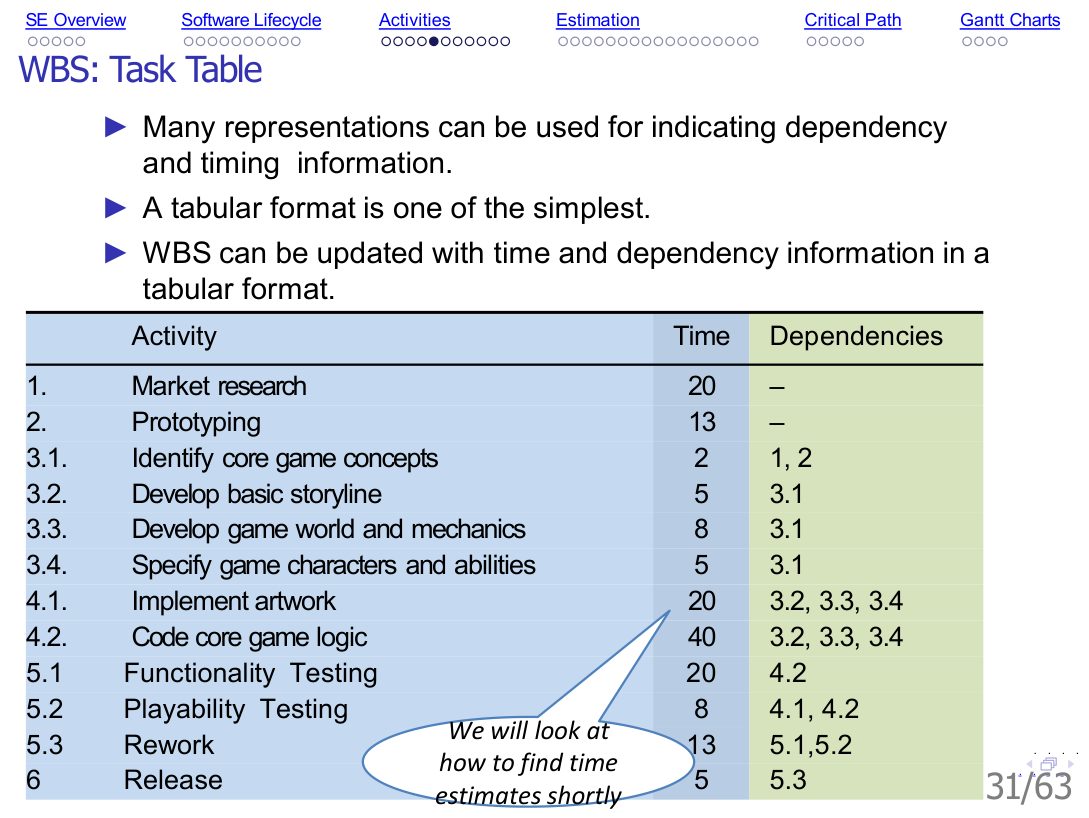 SE Overview Software Lifecycle Activities Estimation Critical Path Gantt Charts
WBS: Task Table
Many representations can be used for indicating dependency
and timing information.
A tabular format is one of the simplest.
WBS can be updated with time and dependency information in a
tabular format.
Activity Time Dependencies
1. Market research 20 –
2. Prototyping 13 –
3.1. Identify core game concepts 2 1, 2
3.2. Develop basic storyline 5 3.1
3.3. Develop game world and mechanics 8 3.1
3.4. Specify game characters and abilities 5 3.1
4.1. Implement artwork 20 3.2, 3.3, 3.4
4.2. Code core game logic 40 3.2, 3.3, 3.4
5.1 Functionality Testing 20 4.2
5.2 Playability Testing 8 4.1, 4.2
5.3 Rework 13 5.1,5.2
6 Release 5 5.3
We will look at
how to find time
estimates shortly
31/63